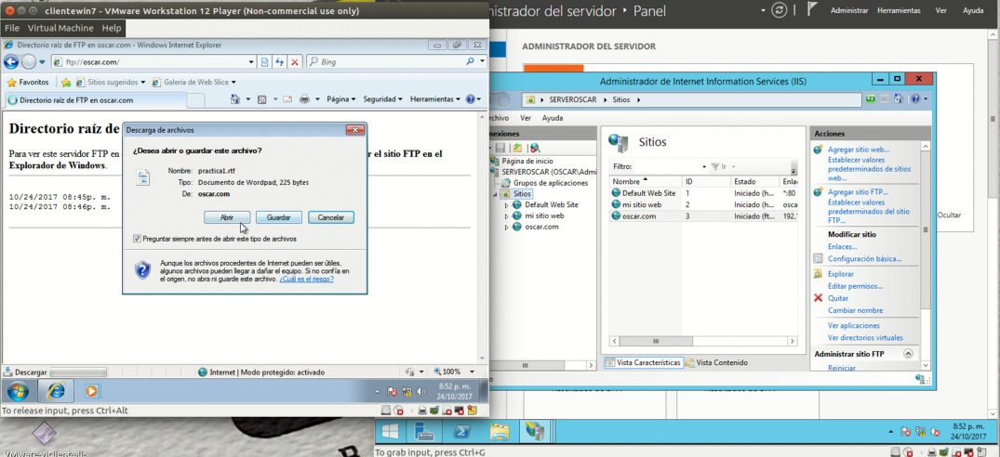 clientewin7 - VMware Workstation 12 Player (Non-commercial use only)
File Virtual Machine Help
Directorio raíz de FTP en oscar.com - Windows Internet Explorer
ftp://oscar.com/
Bing
Favoritos
Sitios sugeridos
Galería de Web Slice
Directorio raíz de FTP en oscar.com
Página
Seguridad
Herramientas
Directorio raíz de
Para ver este servidor FTP en
r el sitio FTP en el
Explorador de Windows.
10/24/2017 08:45p. m.
10/24/2017 08:46p. m.
Descarga de archivos
¿Desea abrir o guardar este archivo?
Nombre: practica1.rtf
Tipo: Documento de Wordpad, 225 bytes
De: oscar.com
Abrir
Guardar
Cancelar
Preguntar siempre antes de abrir este tipo de archivos
Aunque los archivos procedentes de Internet pueden ser útiles,
algunos archivos pueden llegar a dañar el equipo. Si no confía en
el origen, no abra ni guarde este archivo. ¿Cuál es el riesgo?
Descargar
Internet | Modo protegido: activado
100%
8:52 p. m.
24/10/2017
To release input, press Ctrl+Alt
VMware-viclient-all-
nistrador del servidor ‣ Panel
Administrar Herramientas Ver Ayuda
ADMINISTRADOR DEL SERVIDOR
Administrador de Internet Information Services (IIS)
SERVEROSCAR ▸ Sitios ▸
rchivo Ver Ayuda
nexiones
Página de inicio
SERVEROSCAR (OSCAR\Admi
Grupos de aplicaciones
Sitios
Default Web Site
mi sitio web
oscar.com
Sitios
Filtro:
Ir
Nombre ID Estado Enlace
Default Web Site 1 Iniciado (h... *:80
mi sitio web 2 Iniciado (h... osca
oscar.com 3 Iniciado (ft... 192.
Vista Características
Vista Contenido
Acciones
Agregar sitio web...
Establecer valores
predeterminados de sitios
web...
Agregar sitio FTP...
Establecer valores
predeterminados del sitio
FTP...
Modificar sitio
Enlaces...
Configuración básica...
Explorar
Editar permisos...
Quitar
Cambiar nombre
Ver aplicaciones
Ver directorios virtuales
Administrar sitio FTP
Reiniciar
Ocultar
8:52 p. m.
24/10/2017
To grab input, press Ctrl+G